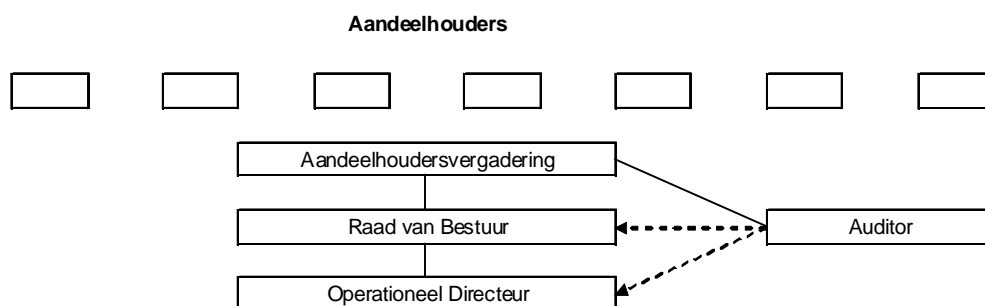 Aandeelhouders
Aandeelhoudersvergadering
Raad van Bestuur
Auditor
Operationeel Directeur